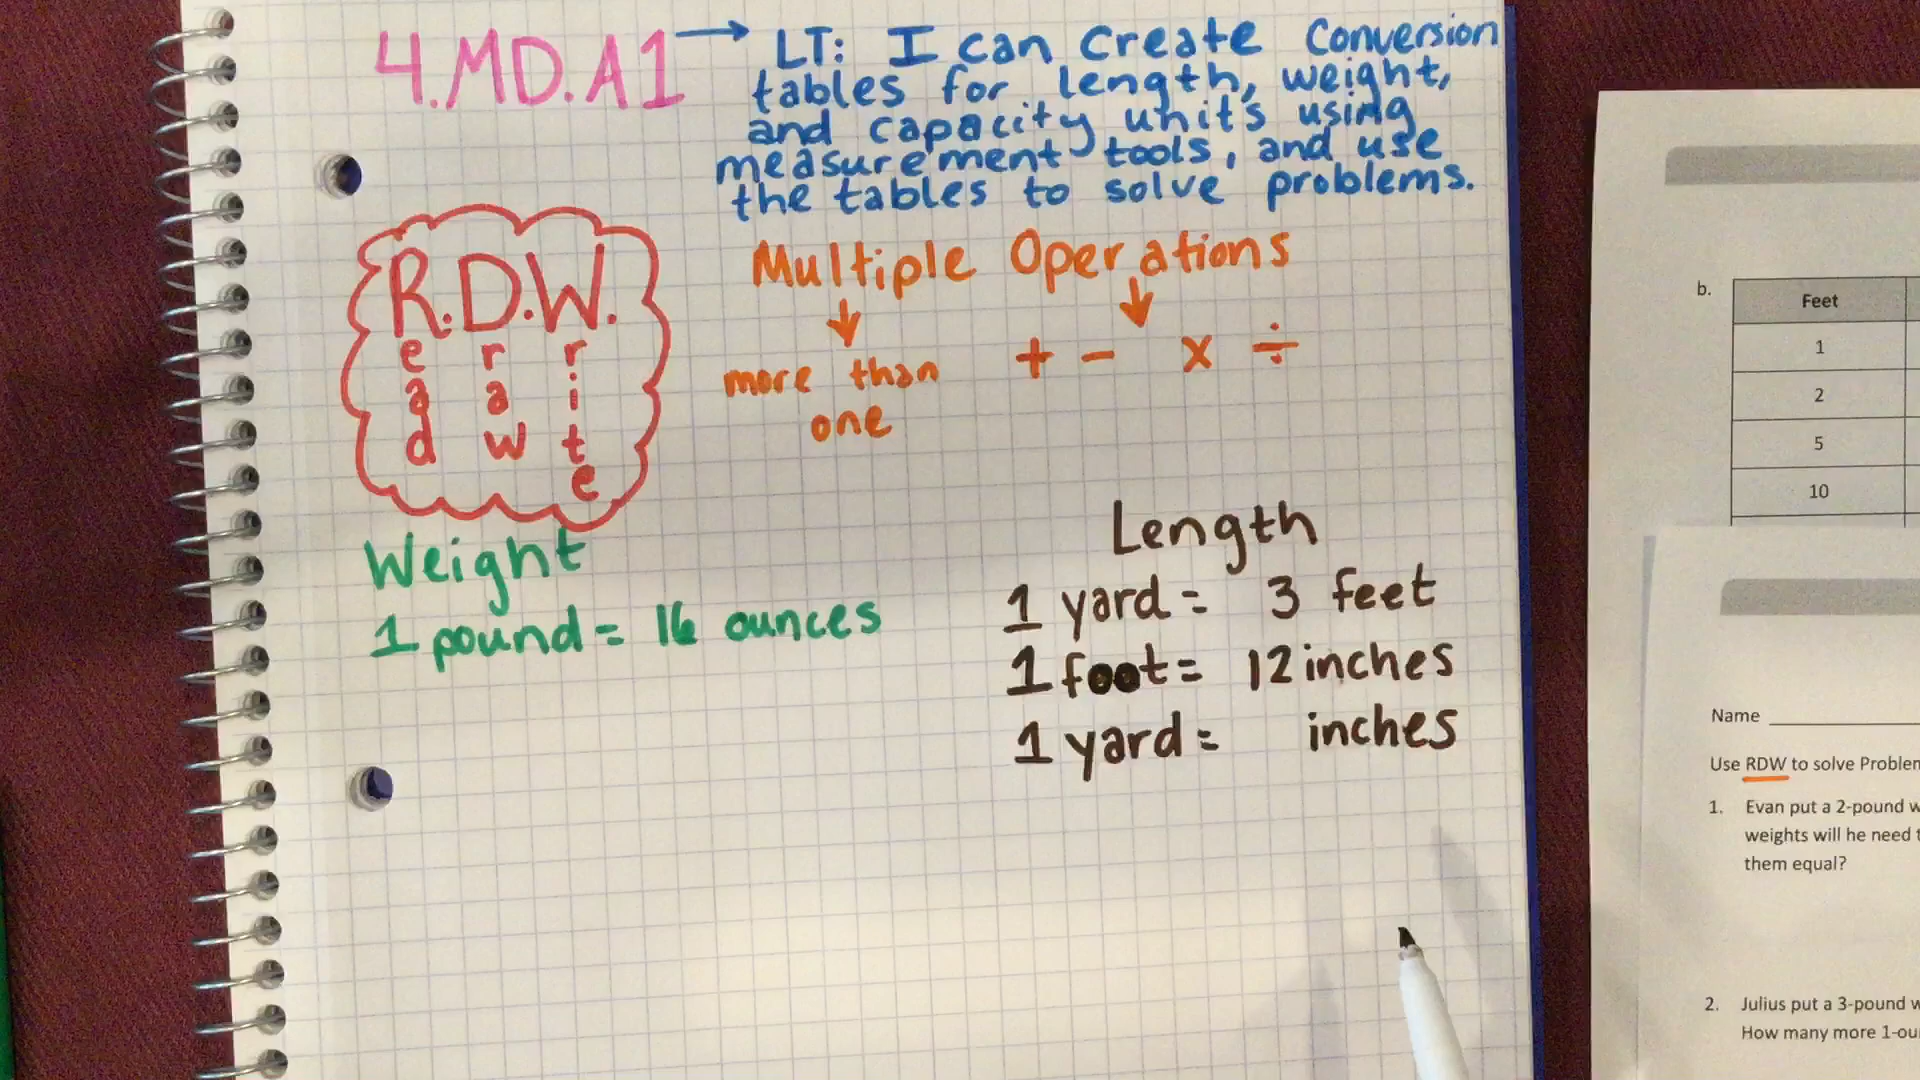 4.MD.A1 → LT: I can create conversion
tables for length, weight,
and capacity units using
measurement tools, and use
the tables to solve problems.
R.D.W.
Read
Draw
Write
Multiple Operations
more than
one
+ - x ÷
Weight
1 pound = 16 ounces
Length
1 yard = 3 feet
1 foot = 12 inches
1 yard = inches
b.
Feet
1
2
5
10
Name
Use RDW to solve
1. Evan put a 2-pound
weights will he need
them equal?
2. Julius put a 3-pound
How many more